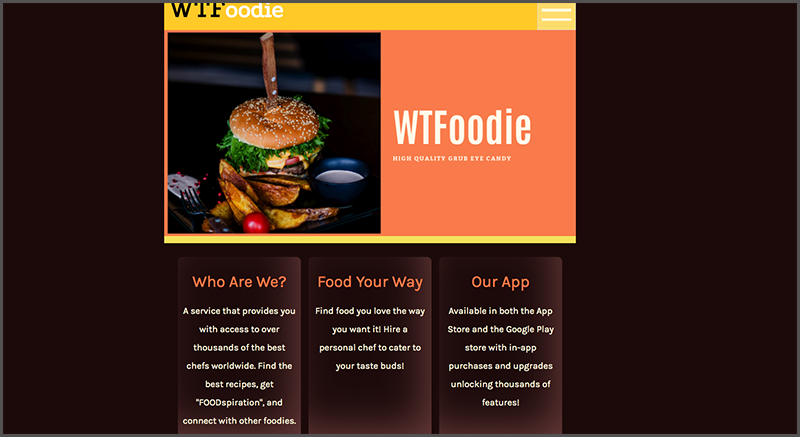 WTFoodie
WTFoodie
HIGH QUALITY GRUB EYE CANDY
Who Are We?
A service that provides you
with access to over
thousands of the best
chefs worldwide. Find the
best recipes, get
"FOODspiration", and
connect with other foodies.
Food Your Way
Find food you love the way
you want it! Hire a
personal chef to cater to
your taste buds!
Our App
Available in both the App
Store and the Google Play
store with in-app
purchases and upgrades
unlocking thousands of
features!